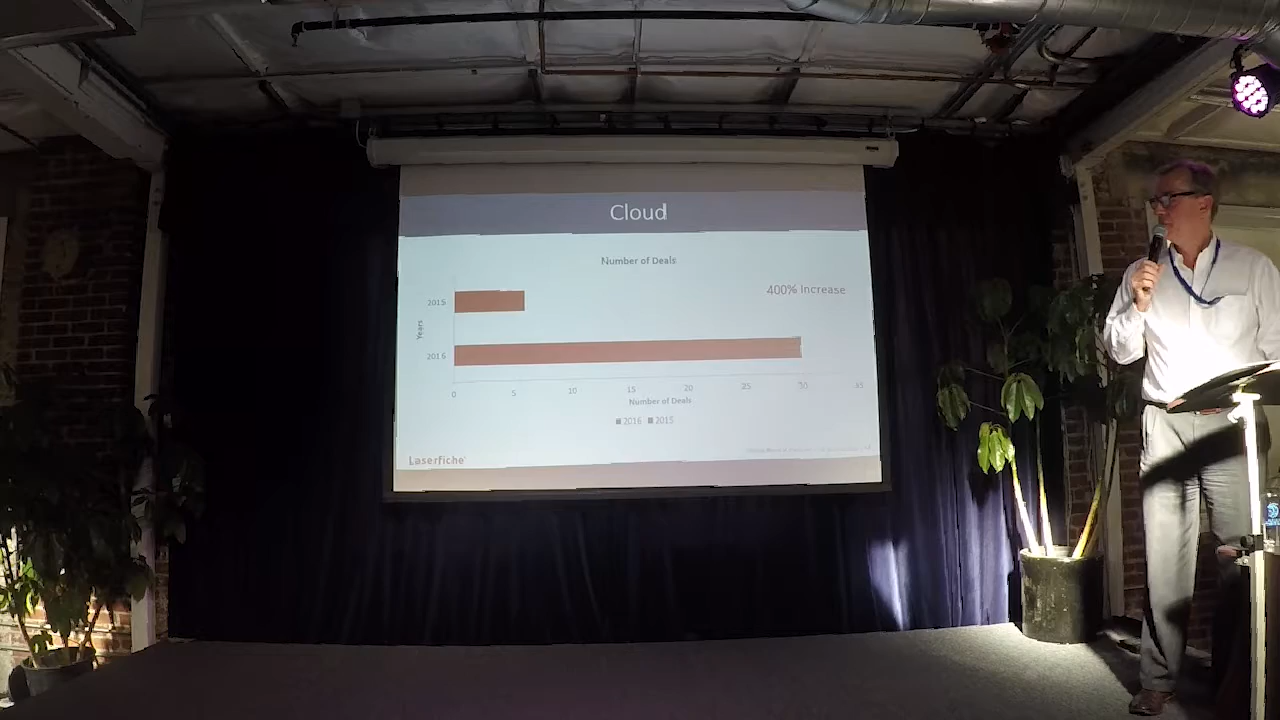 Cloud
Number of Deals
400% Increase
2015
Years
2016
0 5 10 15 20 25 30 35
Number of Deals
2016 2015
Laserfiche